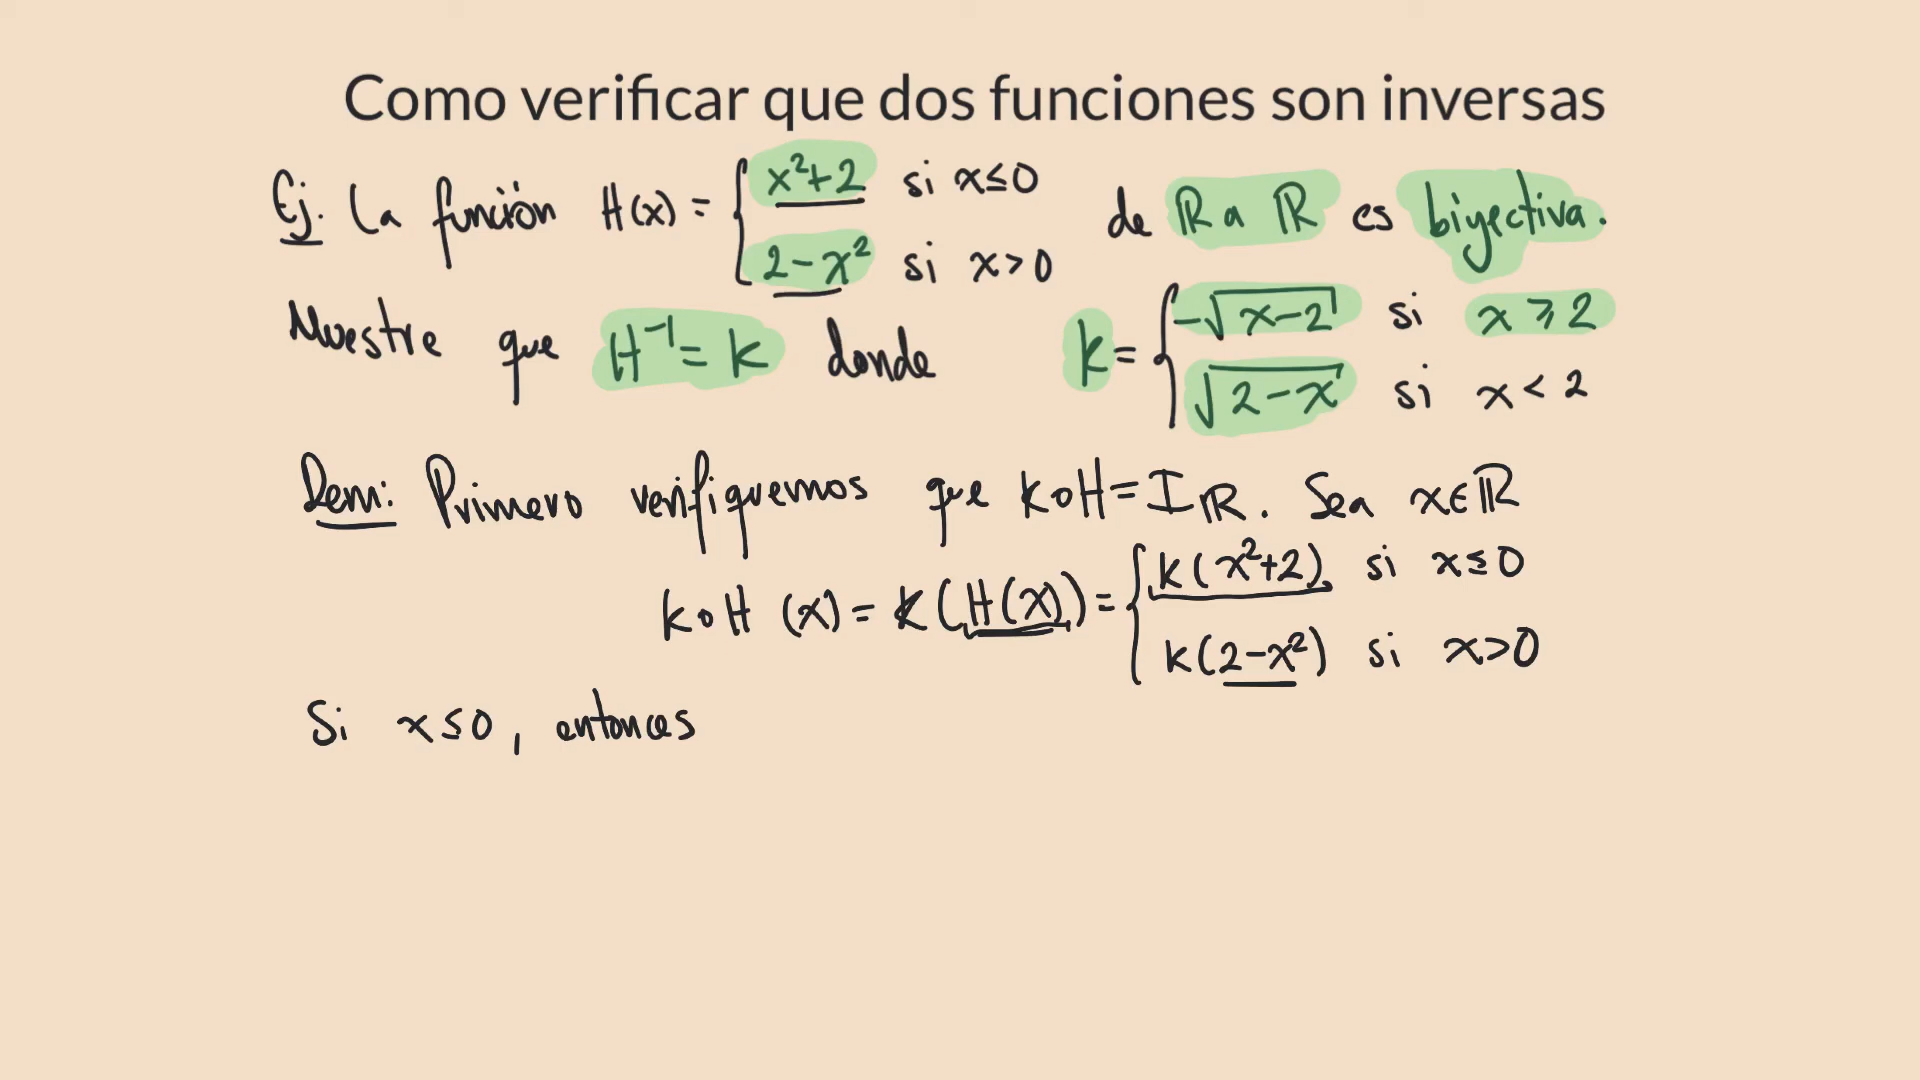 Como verificar que dos funciones son inversas
Ej. La función H(x) = { x²+2 si x≤0 de ℝ a ℝ es biyectiva.
2-x² si x>0
Muestre que H⁻¹ = K donde K = { -√(x-2) si x ⩾ 2
√(2-x) si x < 2
Dem: Primero verifiquemos que K∘H = I_ℝ. Sea x∈ℝ
K∘H (x) = K(H(x)) = { K(x²+2) si x≤0
K(2-x²) si x>0
Si x≤0, entonces